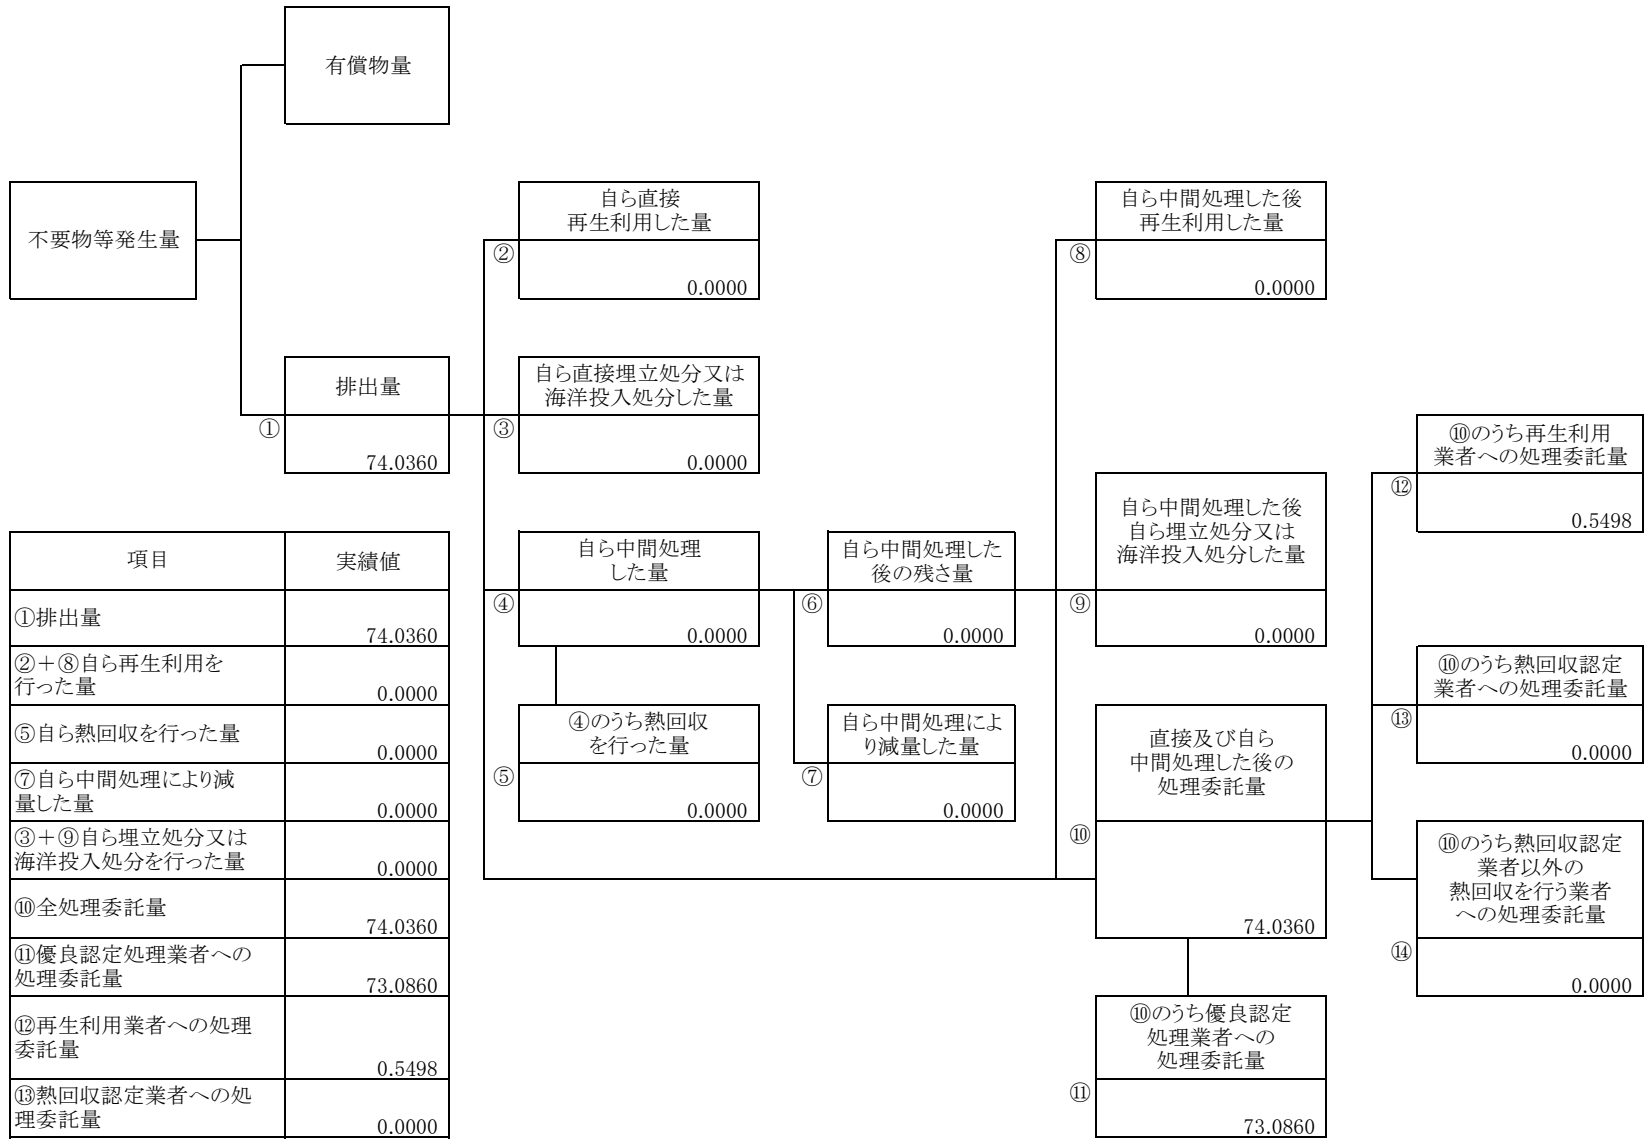 有償物量
不要物等発生量
自ら直接
再生利用した量
②
0.0000
自ら中間処理した後
再生利用した量
⑧
0.0000
排出量
①
74.0360
自ら直接埋立処分又は
海洋投入処分した量
③
0.0000
⑩のうち再生利用
業者への処理委託量
⑫
0.5498
自ら中間処理
した量
④
0.0000
自ら中間処理した
後の残さ量
⑥
0.0000
自ら中間処理した後
自ら埋立処分又は
海洋投入処分した量
⑨
0.0000
⑩のうち熱回収認定
業者への処理委託量
⑬
0.0000
④のうち熱回収
を行った量
⑤
0.0000
自ら中間処理によ
り減量した量
⑦
0.0000
直接及び自ら
中間処理した後の
処理委託量
⑩
74.0360
⑩のうち熱回収認定
業者以外の
熱回収を行う業者
への処理委託量
⑭
0.0000
⑩のうち優良認定
処理業者への
処理委託量
⑪
73.0860
項目 実績値
①排出量
74.0360
②+⑧自ら再生利用を
行った量
0.0000
⑤自ら熱回収を行った量
0.0000
⑦自ら中間処理により減
量した量
0.0000
③+⑨自ら埋立処分又は
海洋投入処分を行った量
0.0000
⑩全処理委託量
74.0360
⑪優良認定処理業者への
処理委託量
73.0860
⑫再生利用業者への処理
委託量
0.5498
⑬熱回収認定業者への処
理委託量
0.0000